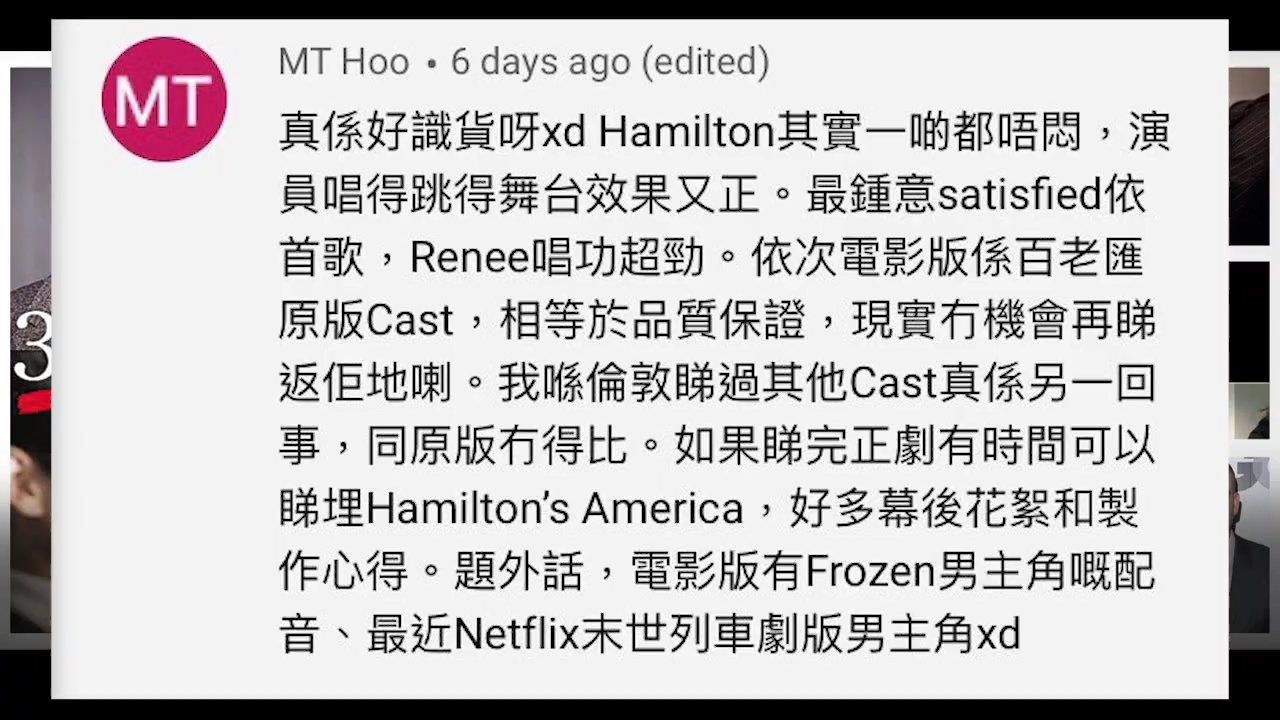 MT
MT Hoo • 6 days ago (edited)
真係好識貨呀xd Hamilton其實一啲都唔悶，演
員唱得跳得舞台效果又正。最鍾意satisfied依
首歌，Renee唱功超勁。依次電影版係百老匯
原版Cast，相等於品質保證，現實冇機會再睇
返佢地喇。我喺倫敦睇過其他Cast真係另一回
事，同原版冇得比。如果睇完正劇有時間可以
睇埋Hamilton’s America，好多幕後花絮和製
作心得。題外話，電影版有Frozen男主角嘅配
音、最近Netflix末世列車劇版男主角xd
3